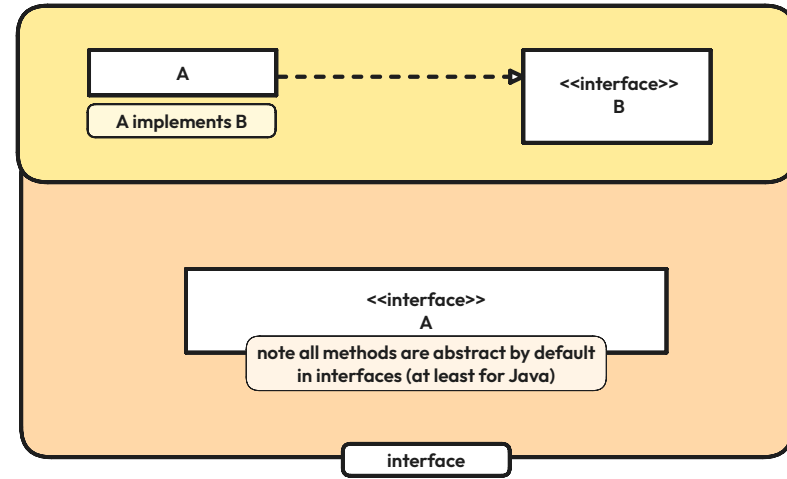 A
A implements B
<<interface>>
B
<<interface>>
A
note all methods are abstract by default
in interfaces (at least for Java)
interface